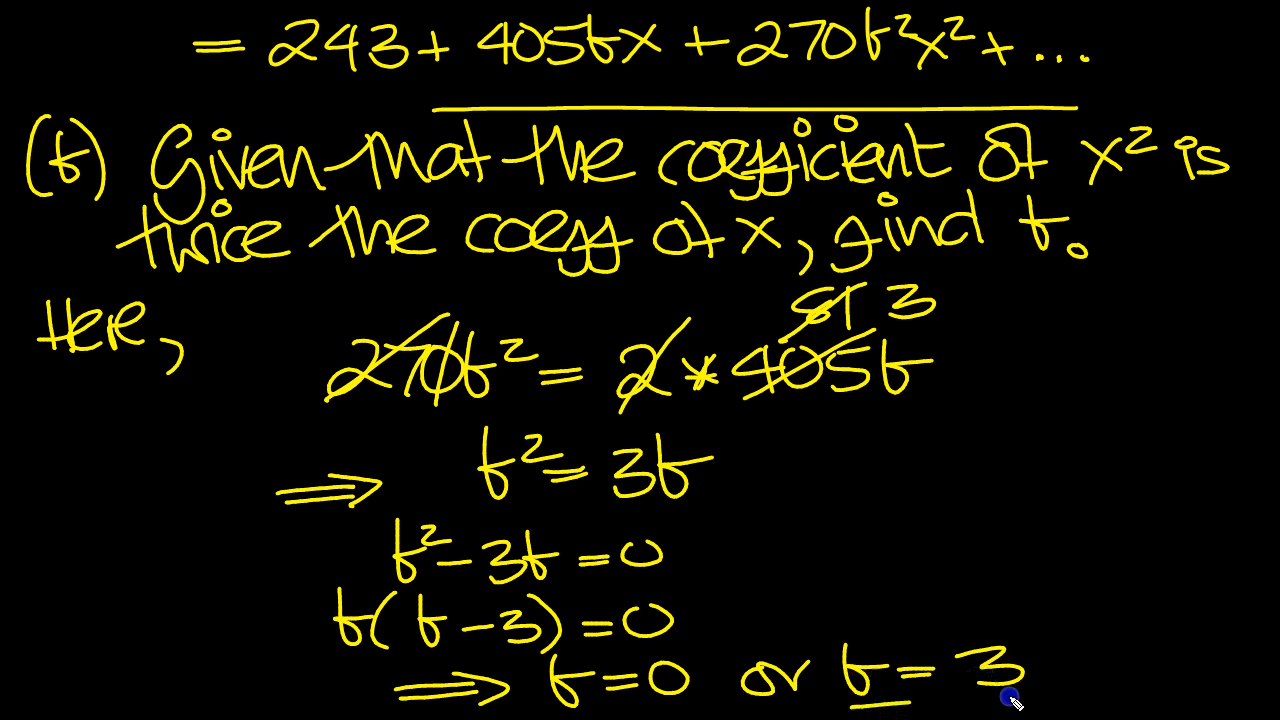 = 243 + 405bx + 270b²x² + ...
(b) Given that the coefficient of x² is
twice the coeff of x, find b.
Here,
81 3
270b² = 2 * 405b
⟹ b² = 3b
b² - 3b = 0
b(b - 3) = 0
⟹ b = 0 or b = 3